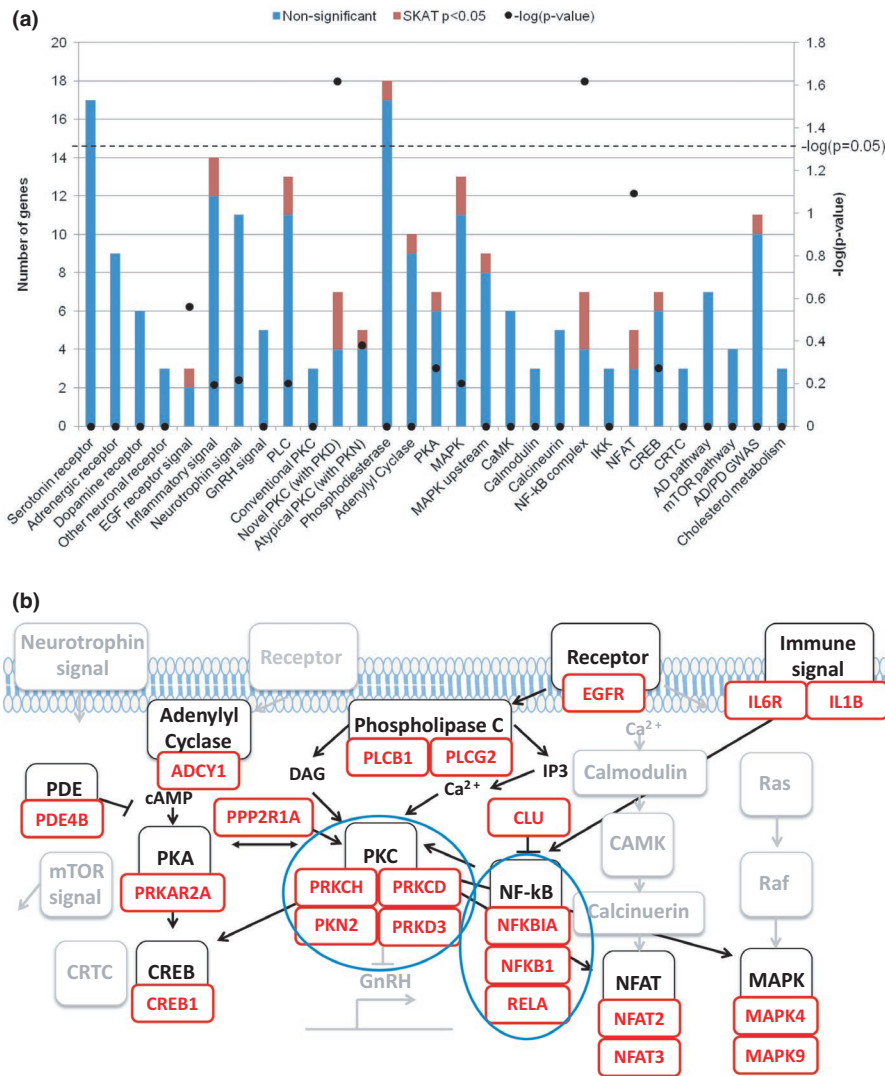 (a)
Non-significant
SKAT p<0.05
-log(p-value)
Number of genes
20
18
16
14
12
10
8
6
4
2
0
1.8
1.6
1.4
1.2
1
0.8
0.6
0.4
0.2
0
-log(p=0.05)
-log(p-value)
Serotonin receptor
Adrenergic receptor
Dopamine receptor
Other neuronal receptor
EGF receptor signal
Inflammatory signal
Neurotrophin signal
GnRH signal
PLC
Conventional PKC
Novel PKC (with PKD)
Atypical PKC (with PKN)
Phosphodiesterase
Adenylyl Cyclase
PKA
MAPK
MAPK upstream
CaMK
Calmodulin
Calcineurin
NF-kB complex
IKK
NFAT
CREB
CRTC
AD pathway
mTOR pathway
AD/PD GWAS
Cholesterol metabolism
(b)
Neurotrophin
signal
Receptor
Receptor
EGFR
Immune
signal
IL6R
IL1B
Adenylyl
Cyclase
ADCY1
Phospholipase C
PLCB1
PLCG2
Ca2+
Calmodulin
Ras
PDE
PDE4B
cAMP
DAG
Ca2+
IP3
PPP2R1A
CLU
CAMK
mTOR
signal
PKA
PRKAR2A
PKC
PRKCH
PRKCD
PKN2
PRKD3
NF-kB
NFKBIA
NFKB1
RELA
Calcinuerin
Raf
CRTC
CREB
CREB1
GnRH
NFAT
NFAT2
NFAT3
MAPK
MAPK4
MAPK9